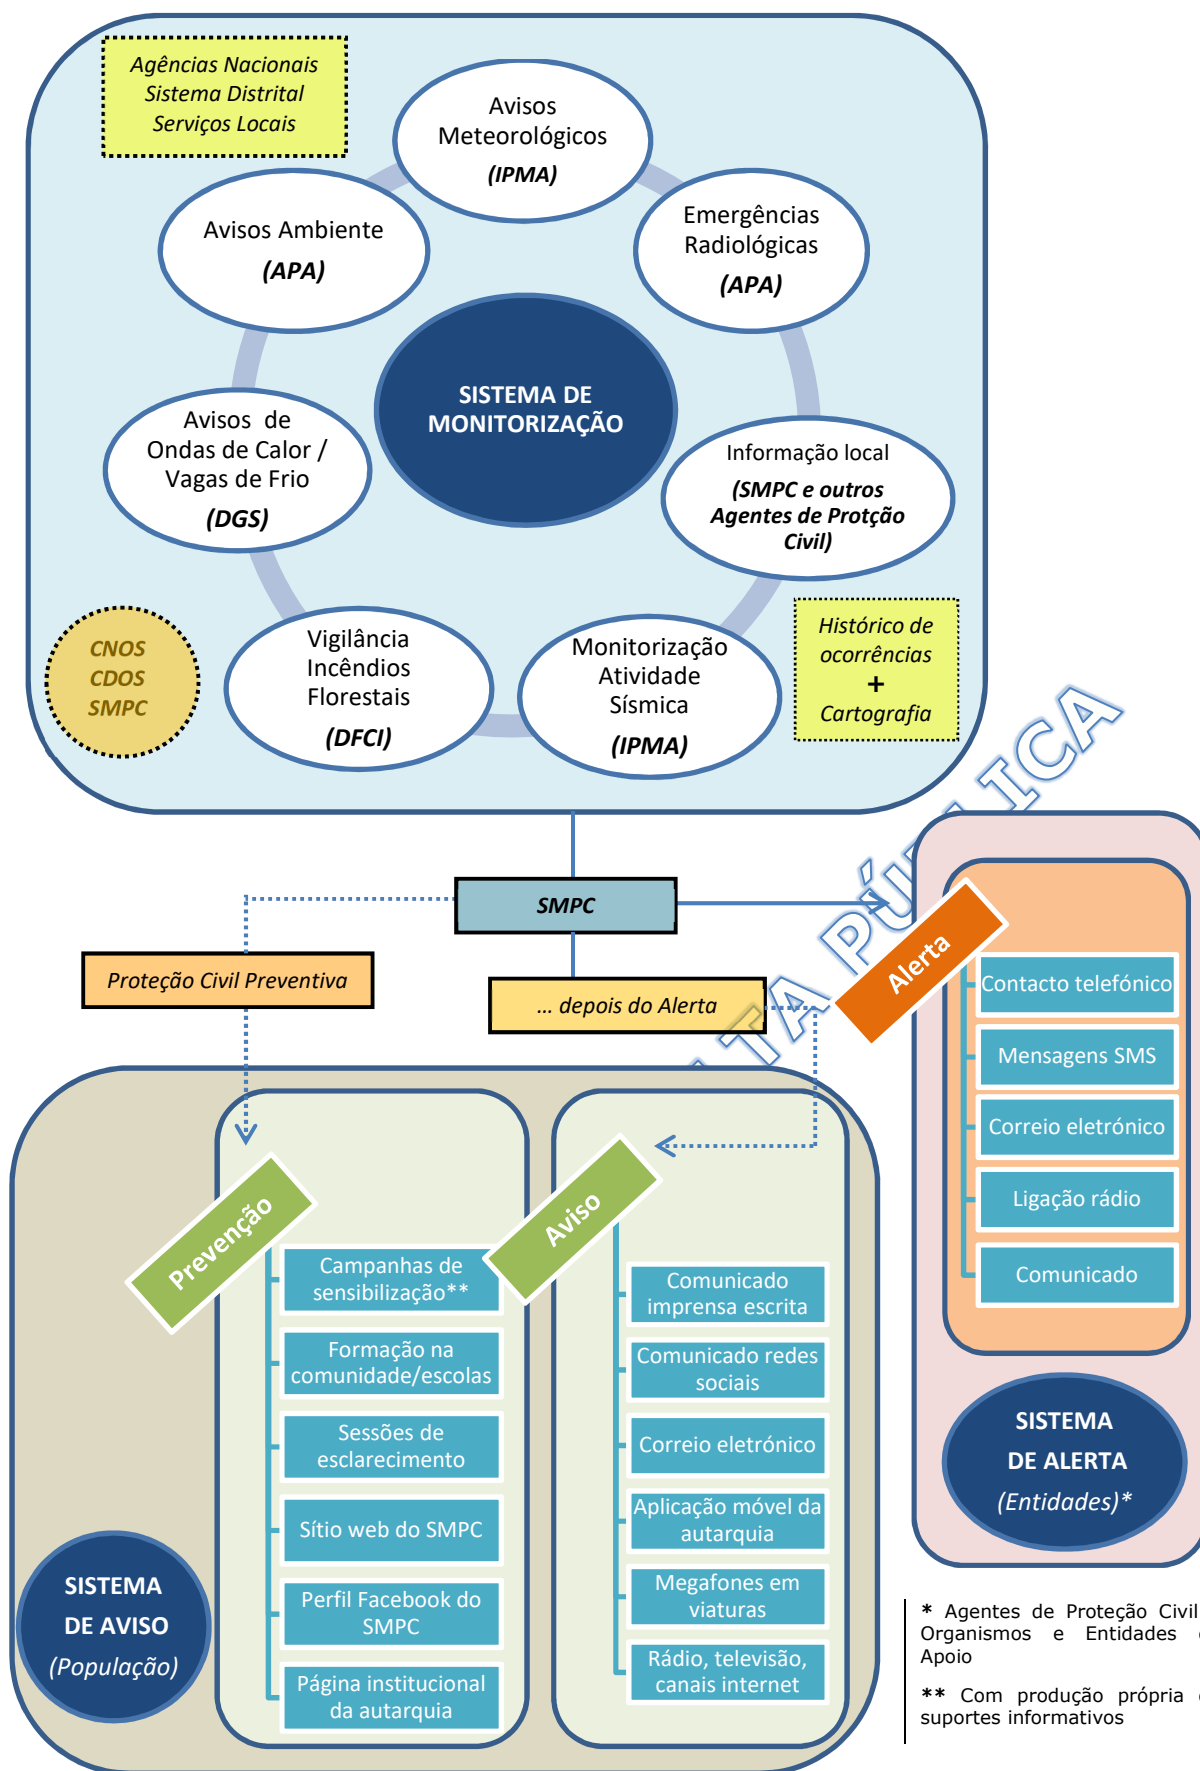 Agências Nacionais
Sistema Distrital
Serviços Locais
Avisos
Meteorológicos
(IPMA)
Avisos Ambiente
(APA)
Emergências
Radiológicas
(APA)
SISTEMA DE
MONITORIZAÇÃO
Avisos de
Ondas de Calor /
Vagas de Frio
(DGS)
Informação local
(SMPC e outros
Agentes de Protção
Civil)
CNOS
CDOS
SMPC
Vigilância
Incêndios
Florestais
(DFCI)
Monitorização
Atividade
Sísmica
(IPMA)
Histórico de
ocorrências
+
Cartografia
SMPC
Proteção Civil Preventiva
... depois do Alerta
Alerta
Contacto telefónico
Mensagens SMS
Correio eletrónico
Ligação rádio
Comunicado
SISTEMA
DE ALERTA
(Entidades)*
Prevenção
Campanhas de
sensibilização**
Formação na
comunidade/escolas
Sessões de
esclarecimento
Sítio web do SMPC
Perfil Facebook do
SMPC
Página institucional
da autarquia
Aviso
Comunicado
imprensa escrita
Comunicado redes
sociais
Correio eletrónico
Aplicação móvel da
autarquia
Megafones em
viaturas
Rádio, televisão,
canais internet
SISTEMA
DE AVISO
(População)
* Agentes de Proteção Civil
Organismos e Entidades
Apoio
** Com produção própria
suportes informativos